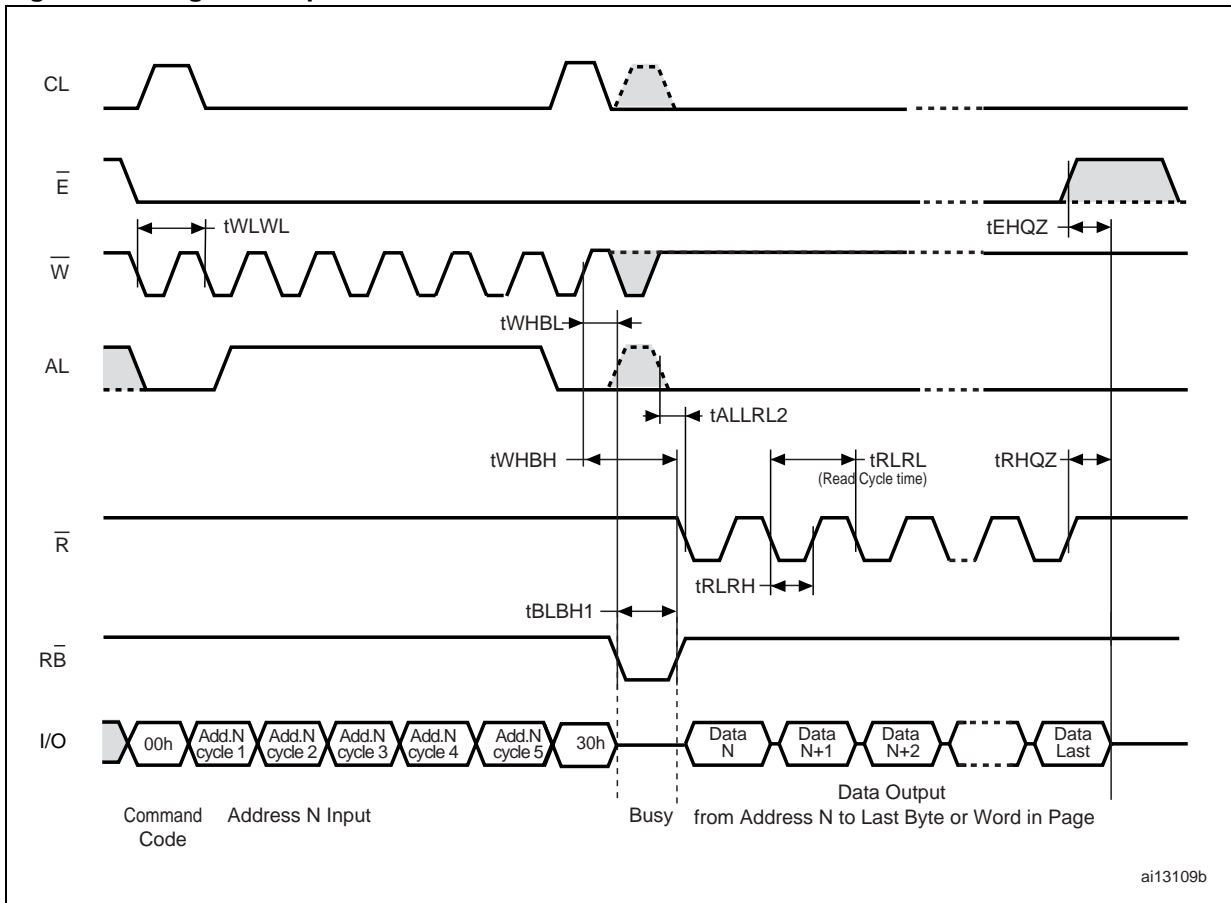 CL
E
tWLWL
tEHQZ
W
tWHBL
AL
tALLRL2
tWHBH
tRLRL
(Read Cycle time)
tRHQZ
R
tRLRH
tBLBH1
RB
I/O
00h
Add.N
cycle 1
Add.N
cycle 2
Add.N
cycle 3
Add.N
cycle 4
Add.N
cycle 5
30h
Data
N
Data
N+1
Data
N+2
Data
Last
Command
Code
Address N Input
Busy
Data Output
from Address N to Last Byte or Word in Page
ai13109b